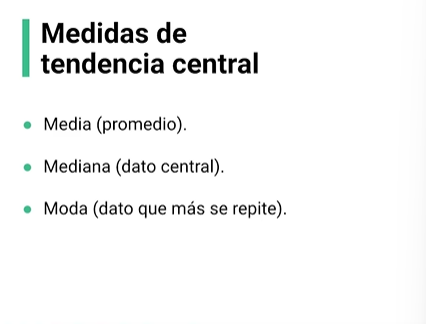 Medidas de
tendencia central
Media (promedio).
Mediana (dato central).
Moda (dato que más se repite).